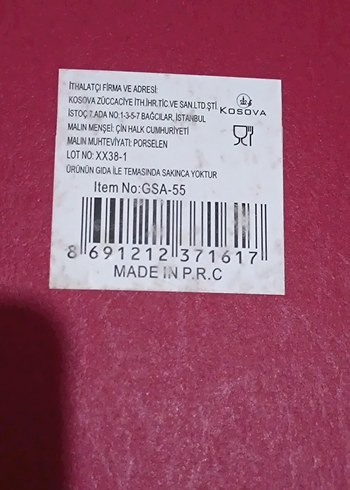 İTHALATÇI FİRMA VE ADRESİ:
KOSOVA ZÜCCACİYE İTH.İHR.TİC.VE SAN.LTD.ŞTİ.
KOSOVA
İSTOÇ 7.ADA NO:1-3-5-7 BAĞCILAR, İSTANBUL
MALIN MENŞEİ: ÇİN HALK CUMHURİYETİ
MALIN MUHTEVİYATI: PORSELEN
LOT NO: XX38-1
ÜRÜNÜN GIDA İLE TEMASINDA SAKINCA YOKTUR
Item No:GSA-55
8 691212 371617
MADE IN P.R.C